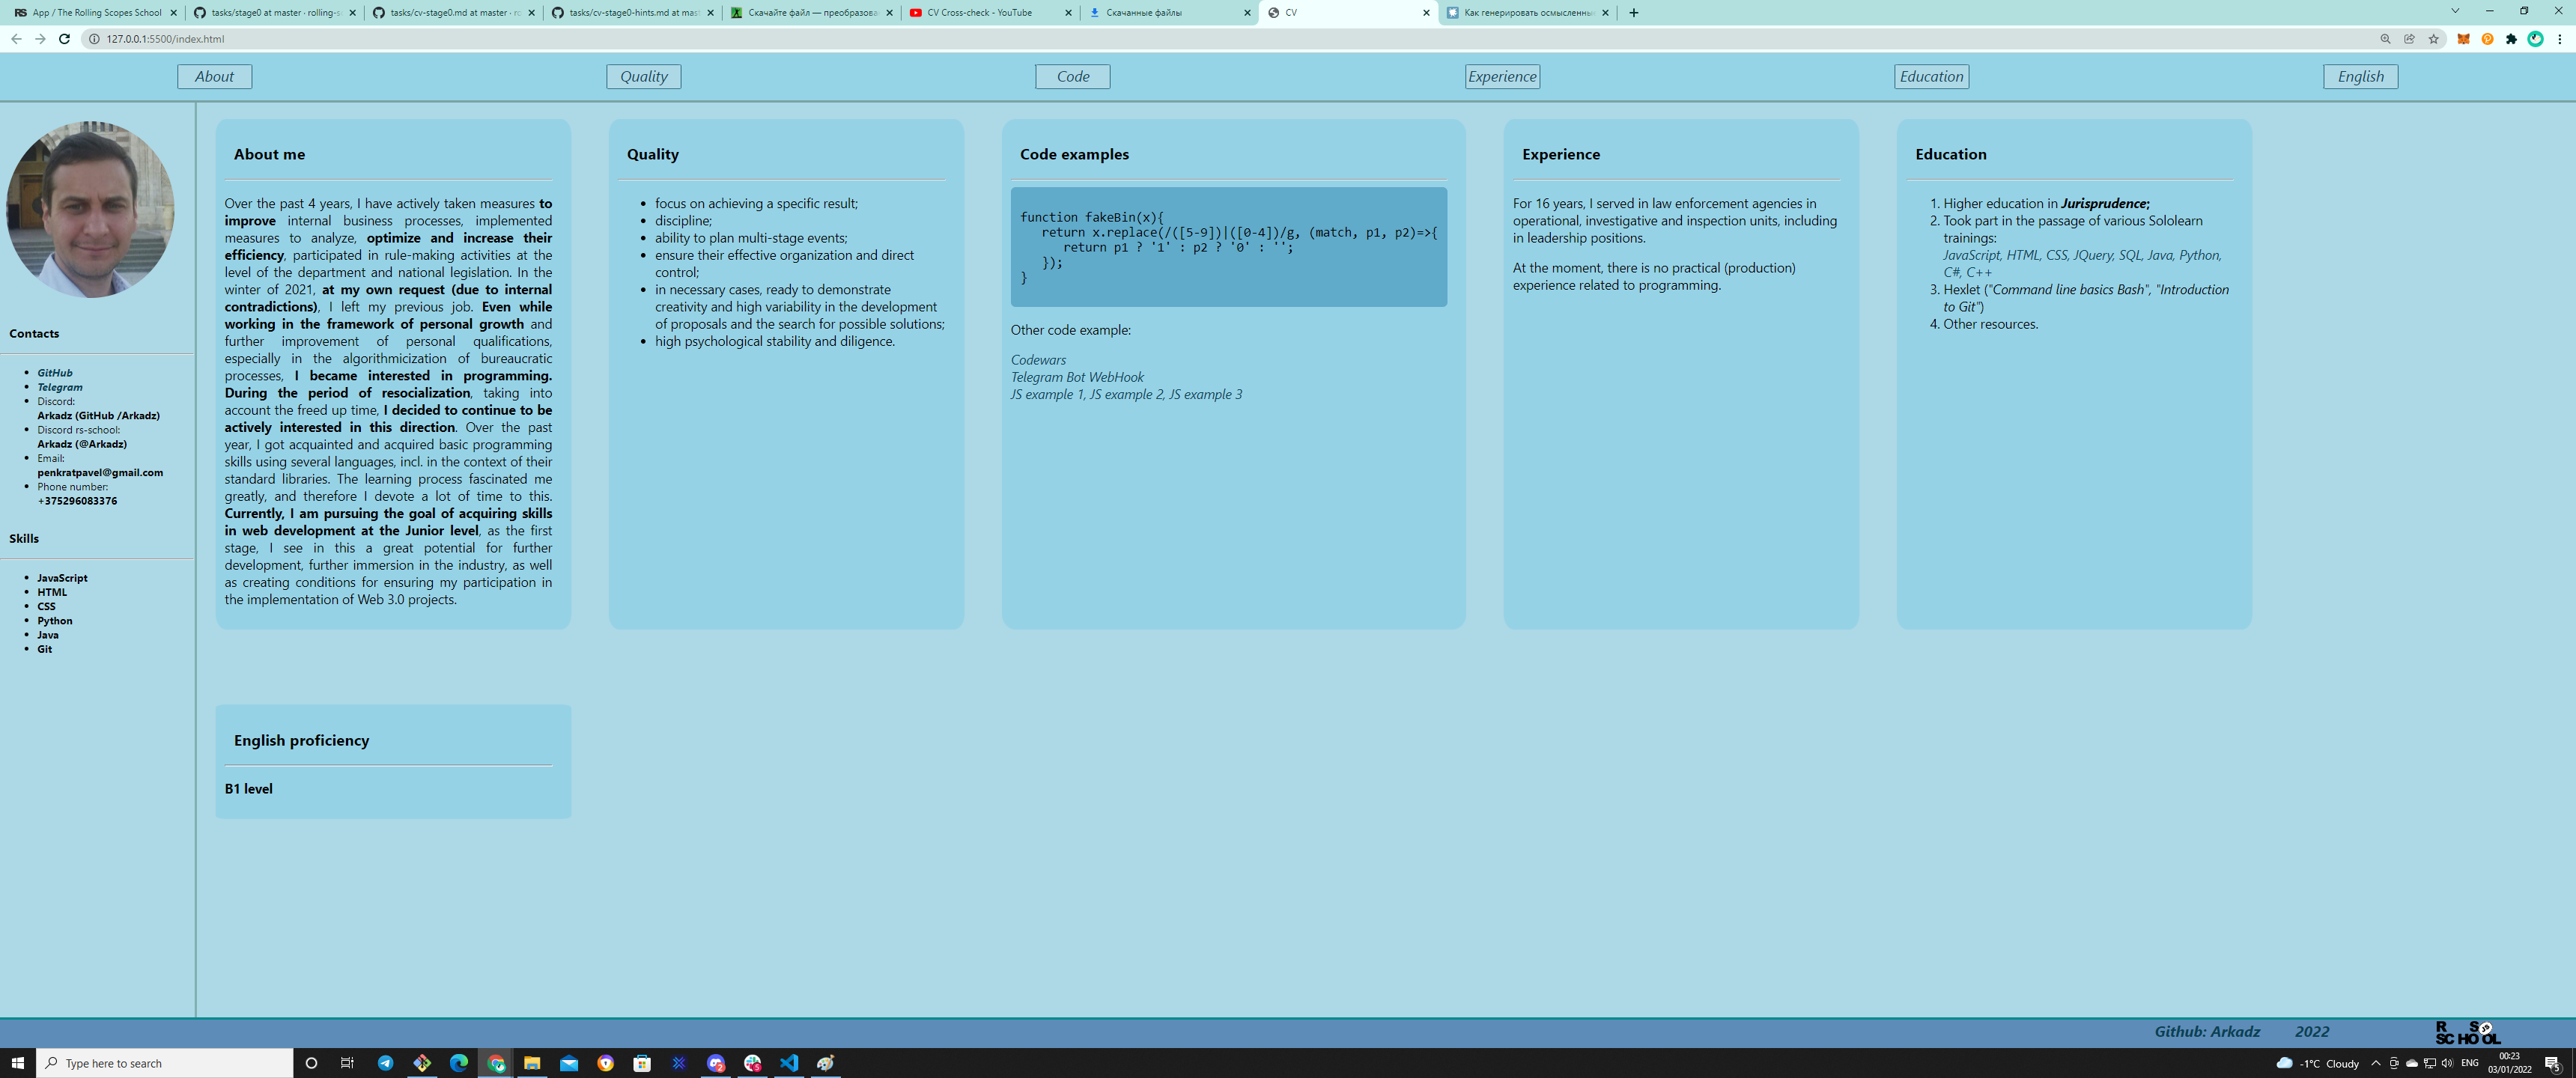 App / The Rolling Scopes School
tasks/stage0 at master · rolling-s
tasks/cv-stage0.md at master · ro
tasks/cv-stage0-hints.md at mast
Скачайте файл — преобразова
CV Cross-check - YouTube
Скачанные файлы
CV
Как генерировать осмысленны
127.0.0.1:5500/index.html
About
Quality
Code
Experience
Education
English
Contacts
GitHub
Telegram
Discord:
Arkadz (GitHub /Arkadz)
Discord rs-school:
Arkadz (@Arkadz)
Email:
penkratpavel@gmail.com
Phone number:
+375296083376
Skills
JavaScript
HTML
CSS
Python
Java
Git
About me
Over the past 4 years, I have actively taken measures to
improve internal business processes, implemented
measures to analyze, optimize and increase their
efficiency, participated in rule-making activities at the
level of the department and national legislation. In the
winter of 2021, at my own request (due to internal
contradictions), I left my previous job. Even while
working in the framework of personal growth and
further improvement of personal qualifications,
especially in the algorithmicization of bureaucratic
processes, I became interested in programming.
During the period of resocialization, taking into
account the freed up time, I decided to continue to be
actively interested in this direction. Over the past
year, I got acquainted and acquired basic programming
skills using several languages, incl. in the context of their
standard libraries. The learning process fascinated me
greatly, and therefore I devote a lot of time to this.
Currently, I am pursuing the goal of acquiring skills
in web development at the Junior level, as the first
stage, I see in this a great potential for further
development, further immersion in the industry, as well
as creating conditions for ensuring my participation in
the implementation of Web 3.0 projects.
Quality
focus on achieving a specific result;
discipline;
ability to plan multi-stage events;
ensure their effective organization and direct
control;
in necessary cases, ready to demonstrate
creativity and high variability in the development
of proposals and the search for possible solutions;
high psychological stability and diligence.
Code examples
function fakeBin(x){
return x.replace(/([5-9])|([0-4])/g, (match, p1, p2)=>{
return p1 ? '1' : p2 ? '0' : '';
});
}
Other code example:
Codewars
Telegram Bot WebHook
JS example 1, JS example 2, JS example 3
Experience
For 16 years, I served in law enforcement agencies in
operational, investigative and inspection units, including
in leadership positions.
At the moment, there is no practical (production)
experience related to programming.
Education
1. Higher education in Jurisprudence;
2. Took part in the passage of various Sololearn
trainings:
JavaScript, HTML, CSS, JQuery, SQL, Java, Python,
C#, C++
3. Hexlet ("Command line basics Bash", "Introduction
to Git")
4. Other resources.
English proficiency
B1 level
Github: Arkadz
2022
RS
SCHOOL
Type here to search
-1°C Cloudy
ENG
00:23
03/01/2022